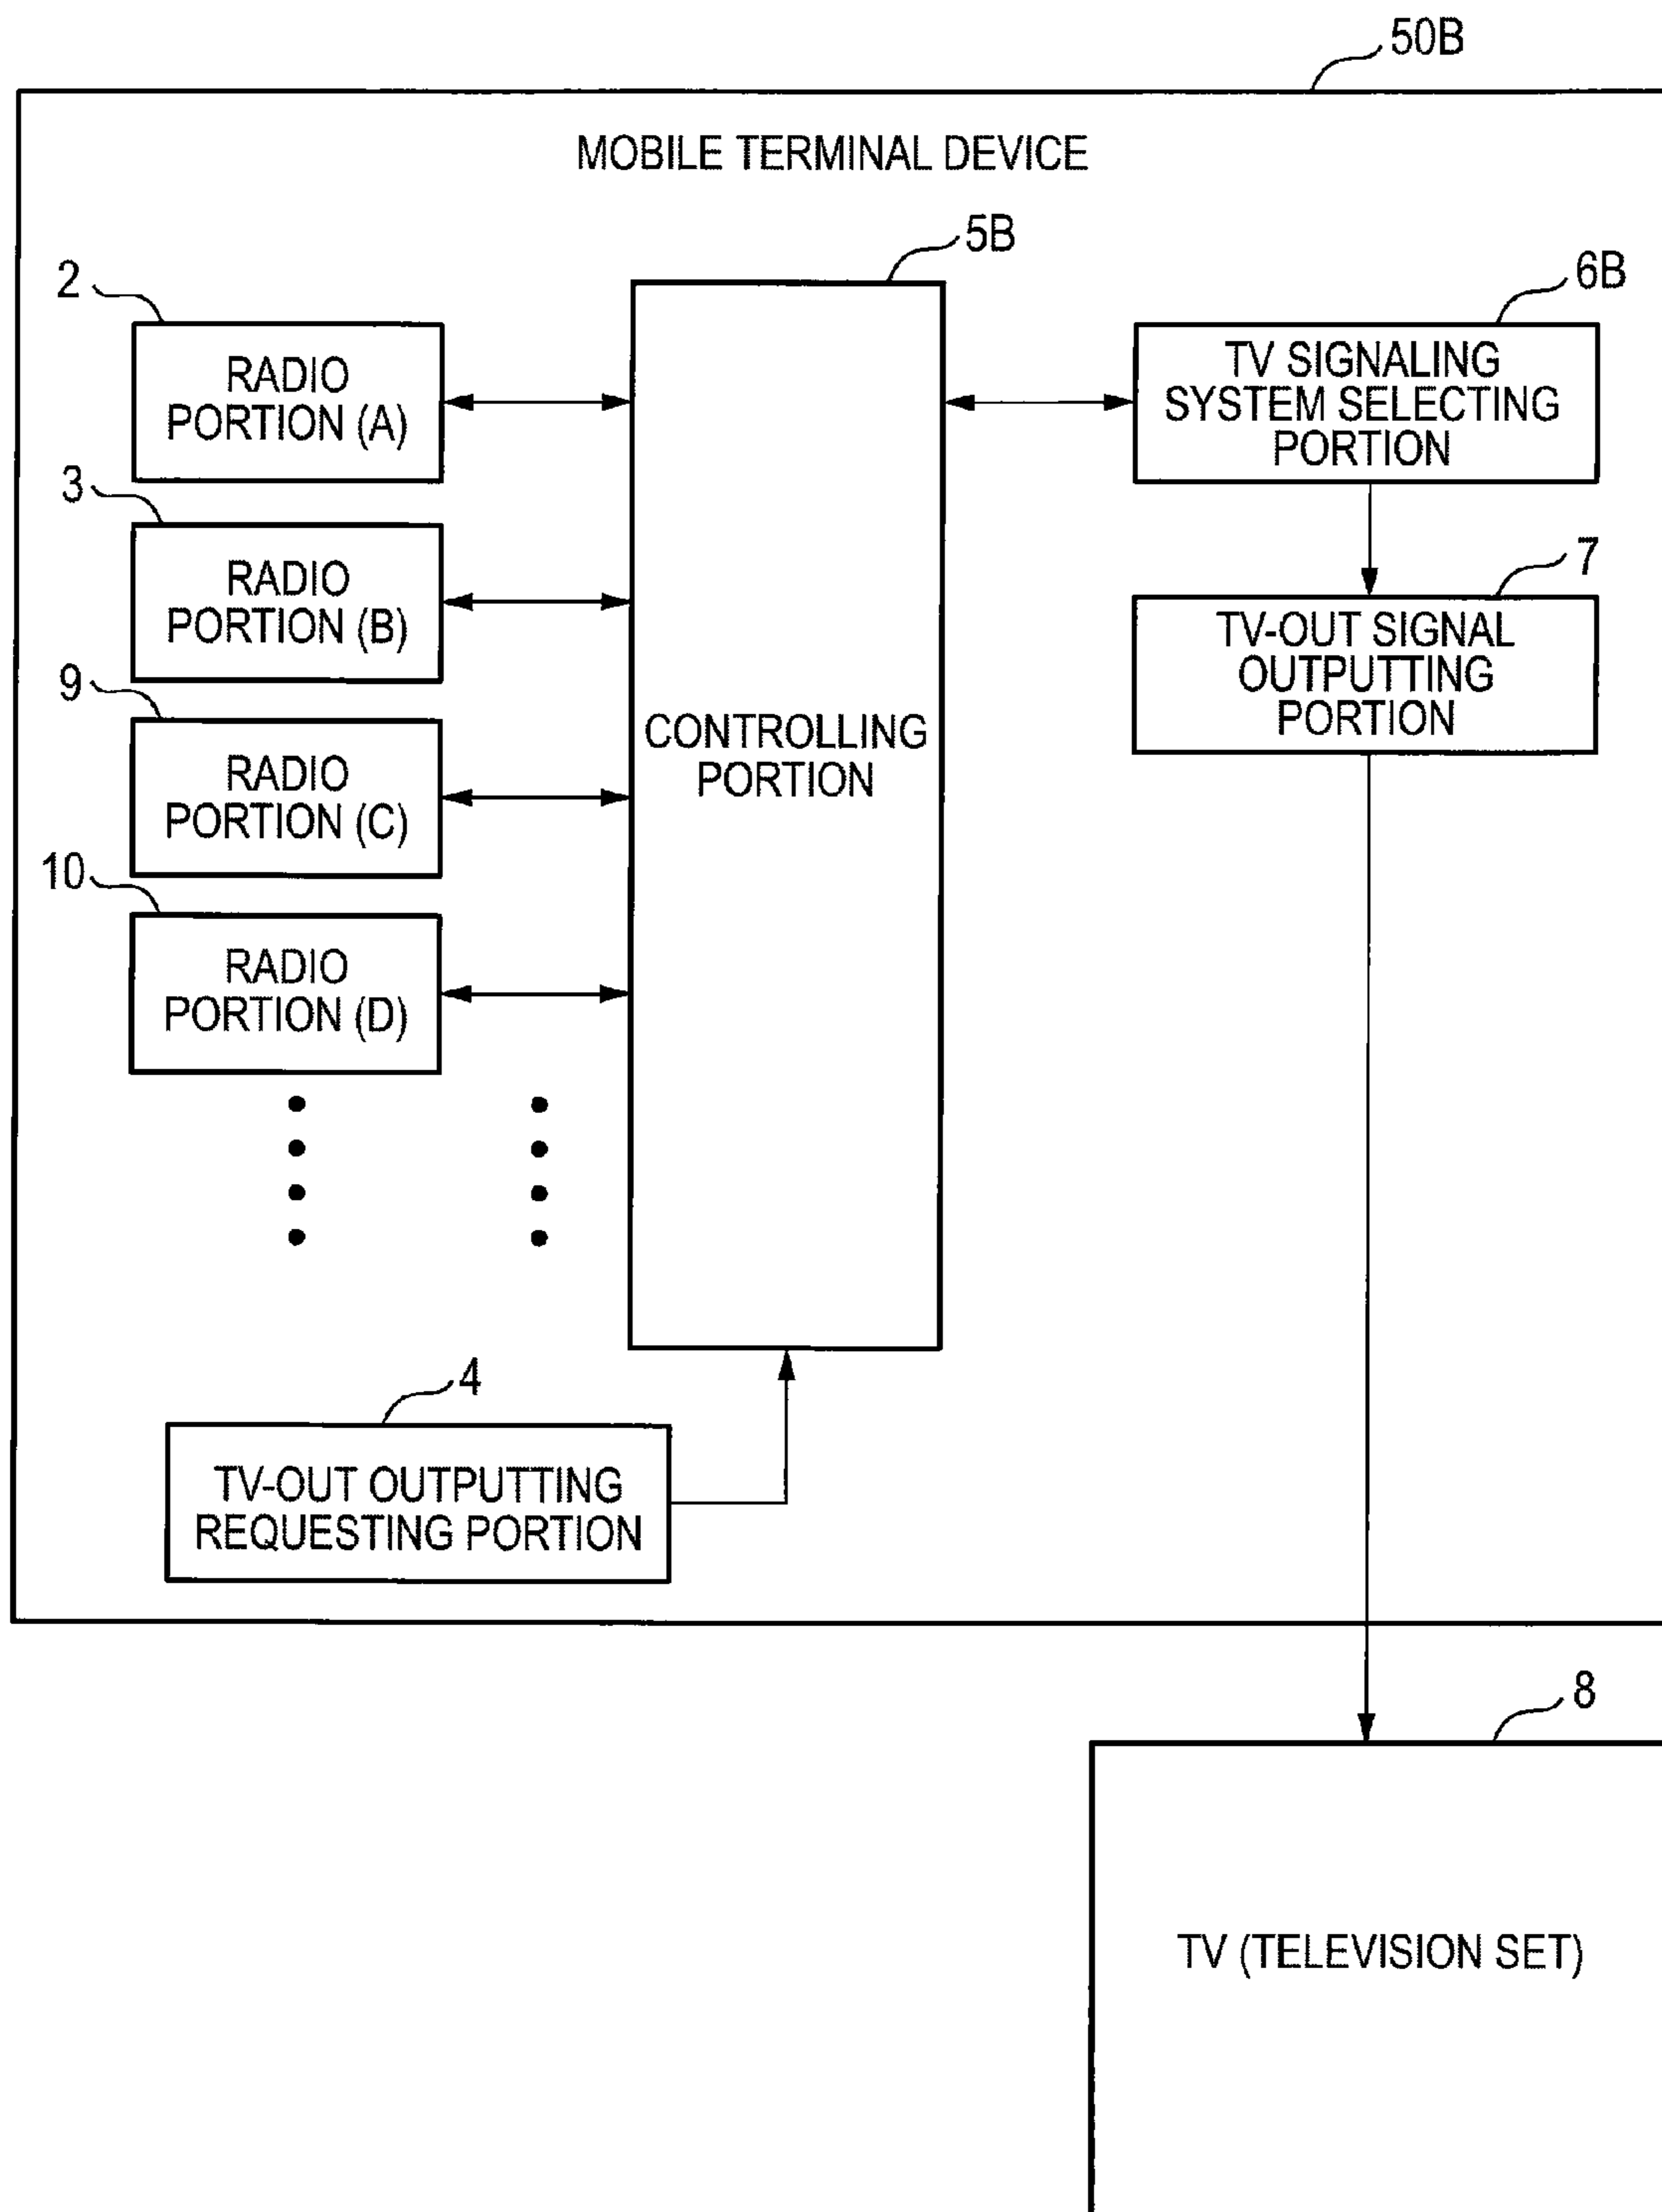 50B
MOBILE TERMINAL DEVICE
5B
2
6B
RADIO
PORTION (A)
TV SIGNALING
SYSTEM SELECTING
PORTION
3
RADIO
PORTION (B)
7
TV-OUT SIGNAL
OUTPUTTING
PORTION
9
RADIO
PORTION (C)
CONTROLLING
PORTION
10
RADIO
PORTION (D)
4
TV-OUT OUTPUTTING
REQUESTING PORTION
8
TV (TELEVISION SET)